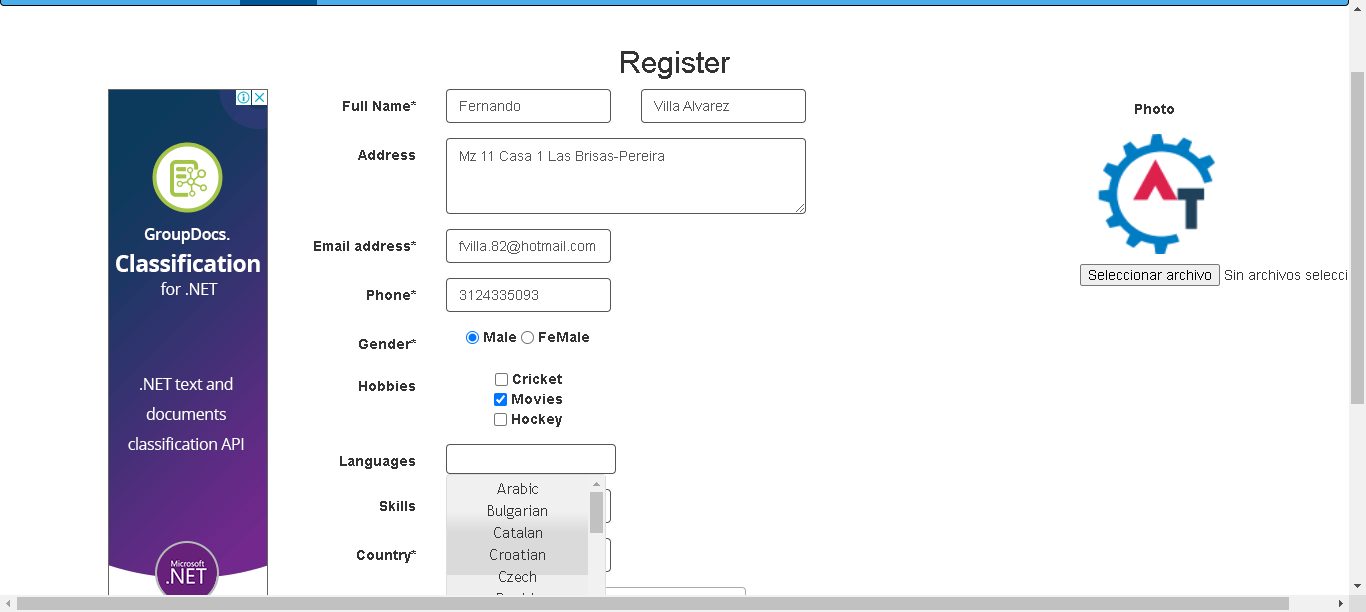 Register
Full Name*
Fernando
Villa Alvarez
Address
Mz 11 Casa 1 Las Brisas-Pereira
Email address*
fvilla.82@hotmail.com
Phone*
3124335093
Gender*
Male
FeMale
Hobbies
Cricket
Movies
Hockey
Languages
Arabic
Bulgarian
Catalan
Croatian
Czech
Skills
Country*
Photo
AT
Seleccionar archivo
Sin archivos selecci
GroupDocs.
Classification
for .NET
.NET text and
documents
classification API
Microsoft
.NET